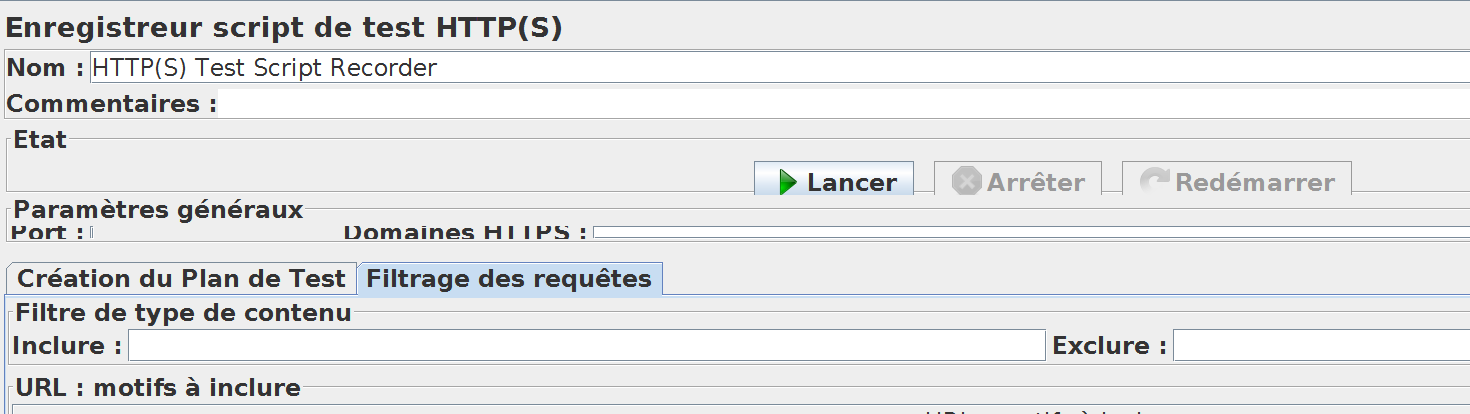 Enregistreur script de test HTTP(S)
Nom : HTTP(S) Test Script Recorder
Commentaires :
Etat
Lancer Arrêter Redémarrer
Paramètres généraux
Port : Domaines HTTPS :
Création du Plan de Test Filtrage des requêtes
Filtre de type de contenu
Inclure : Exclure :
URL : motifs à inclure